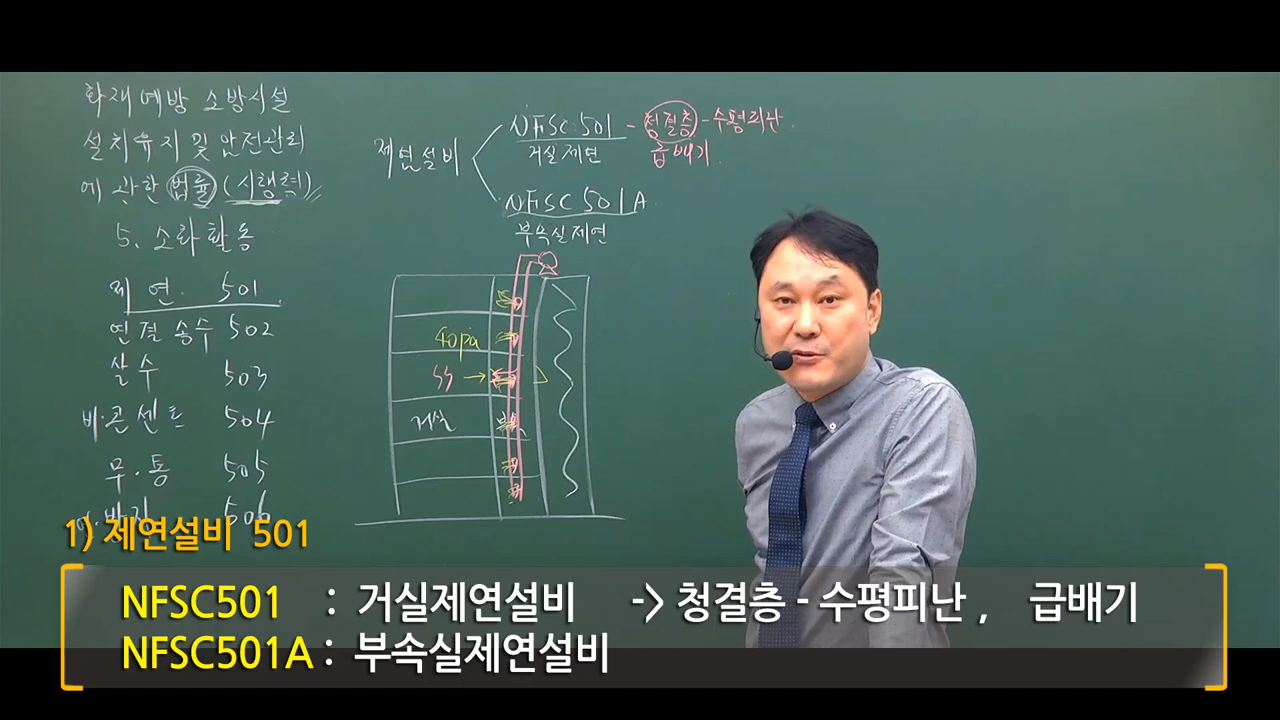 화재예방 소방시설
설치유지 및 안전관리
에 관한 법률 (시행령)
5. 소화활동
제연. 501
연결송수 502
살수 503
비.콘센트 504
무.통 505
506
제연설비
NFSC 501 - 청결층 - 수평피난
거실제연 급배기
NFSC 501A
부속실제연
40pa
거실 부속
1) 제연설비 501
NFSC501 : 거실제연설비 -> 청결층 - 수평피난 , 급배기
NFSC501A : 부속실제연설비